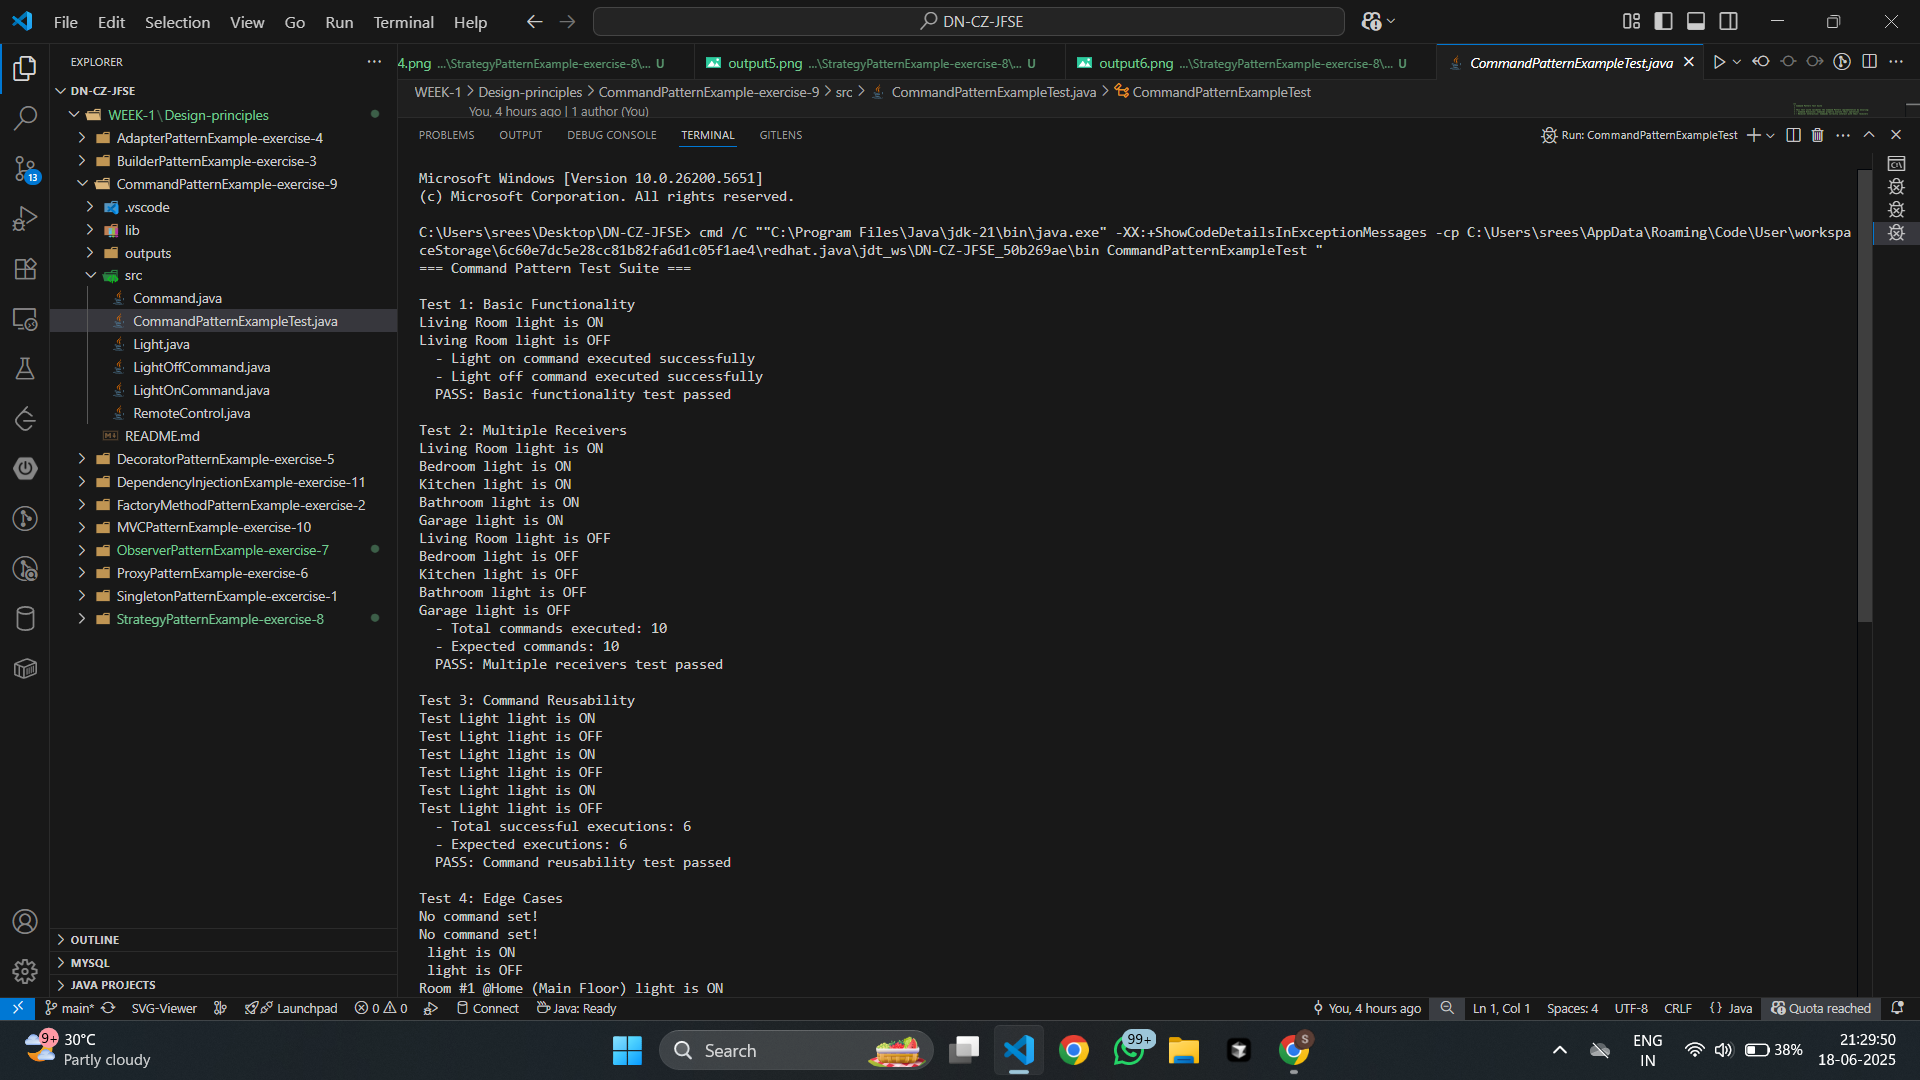 File Edit Selection View Go Run Terminal Help
DN-CZ-JFSE
EXPLORER
4.png ...\StrategyPatternExample-exercise-8\... U
output5.png ...\StrategyPatternExample-exercise-8\... U
output6.png ...\StrategyPatternExample-exercise-8\... U
CommandPatternExampleTest.java
WEEK-1 > Design-principles > CommandPatternExample-exercise-9 > src > CommandPatternExampleTest.java > CommandPatternExampleTest
You, 4 hours ago | 1 author (You)
PROBLEMS OUTPUT DEBUG CONSOLE TERMINAL GITLENS
Run: CommandPatternExampleTest
DN-CZ-JFSE
WEEK-1 \ Design-principles
AdapterPatternExample-exercise-4
BuilderPatternExample-exercise-3
CommandPatternExample-exercise-9
.vscode
lib
outputs
src
Command.java
CommandPatternExampleTest.java
Light.java
LightOffCommand.java
LightOnCommand.java
RemoteControl.java
README.md
DecoratorPatternExample-exercise-5
DependencyInjectionExample-exercise-11
FactoryMethodPatternExample-exercise-2
MVCPatternExample-exercise-10
ObserverPatternExample-exercise-7
ProxyPatternExample-exercise-6
SingletonPatternExample-excercise-1
StrategyPatternExample-exercise-8
OUTLINE
MYSQL
JAVA PROJECTS
13
Microsoft Windows [Version 10.0.26200.5651]
(c) Microsoft Corporation. All rights reserved.
C:\Users\srees\Desktop\DN-CZ-JFSE> cmd /C ""C:\Program Files\Java\jdk-21\bin\java.exe" -XX:+ShowCodeDetailsInExceptionMessages -cp C:\Users\srees\AppData\Roaming\Code\User\workspa
ceStorage\6c60e7dc5e28cc81b82fa6d1c05f1ae4\redhat.java\jdt_ws\DN-CZ-JFSE_50b269ae\bin CommandPatternExampleTest "
=== Command Pattern Test Suite ===
Test 1: Basic Functionality
Living Room light is ON
Living Room light is OFF
- Light on command executed successfully
- Light off command executed successfully
PASS: Basic functionality test passed
Test 2: Multiple Receivers
Living Room light is ON
Bedroom light is ON
Kitchen light is ON
Bathroom light is ON
Garage light is ON
Living Room light is OFF
Bedroom light is OFF
Kitchen light is OFF
Bathroom light is OFF
Garage light is OFF
- Total commands executed: 10
- Expected commands: 10
PASS: Multiple receivers test passed
Test 3: Command Reusability
Test Light light is ON
Test Light light is OFF
Test Light light is ON
Test Light light is OFF
Test Light light is ON
Test Light light is OFF
- Total successful executions: 6
- Expected executions: 6
PASS: Command reusability test passed
Test 4: Edge Cases
No command set!
No command set!
light is ON
light is OFF
Room #1 @Home (Main Floor) light is ON
main* SVG-Viewer Launchpad 0 0 Connect Java: Ready
You, 4 hours ago Ln 1, Col 1 Spaces: 4 UTF-8 CRLF {} Java Quota reached
9+ 30°C
Partly cloudy
Search
99+
S
ENG
IN
38%
21:29:50
18-06-2025